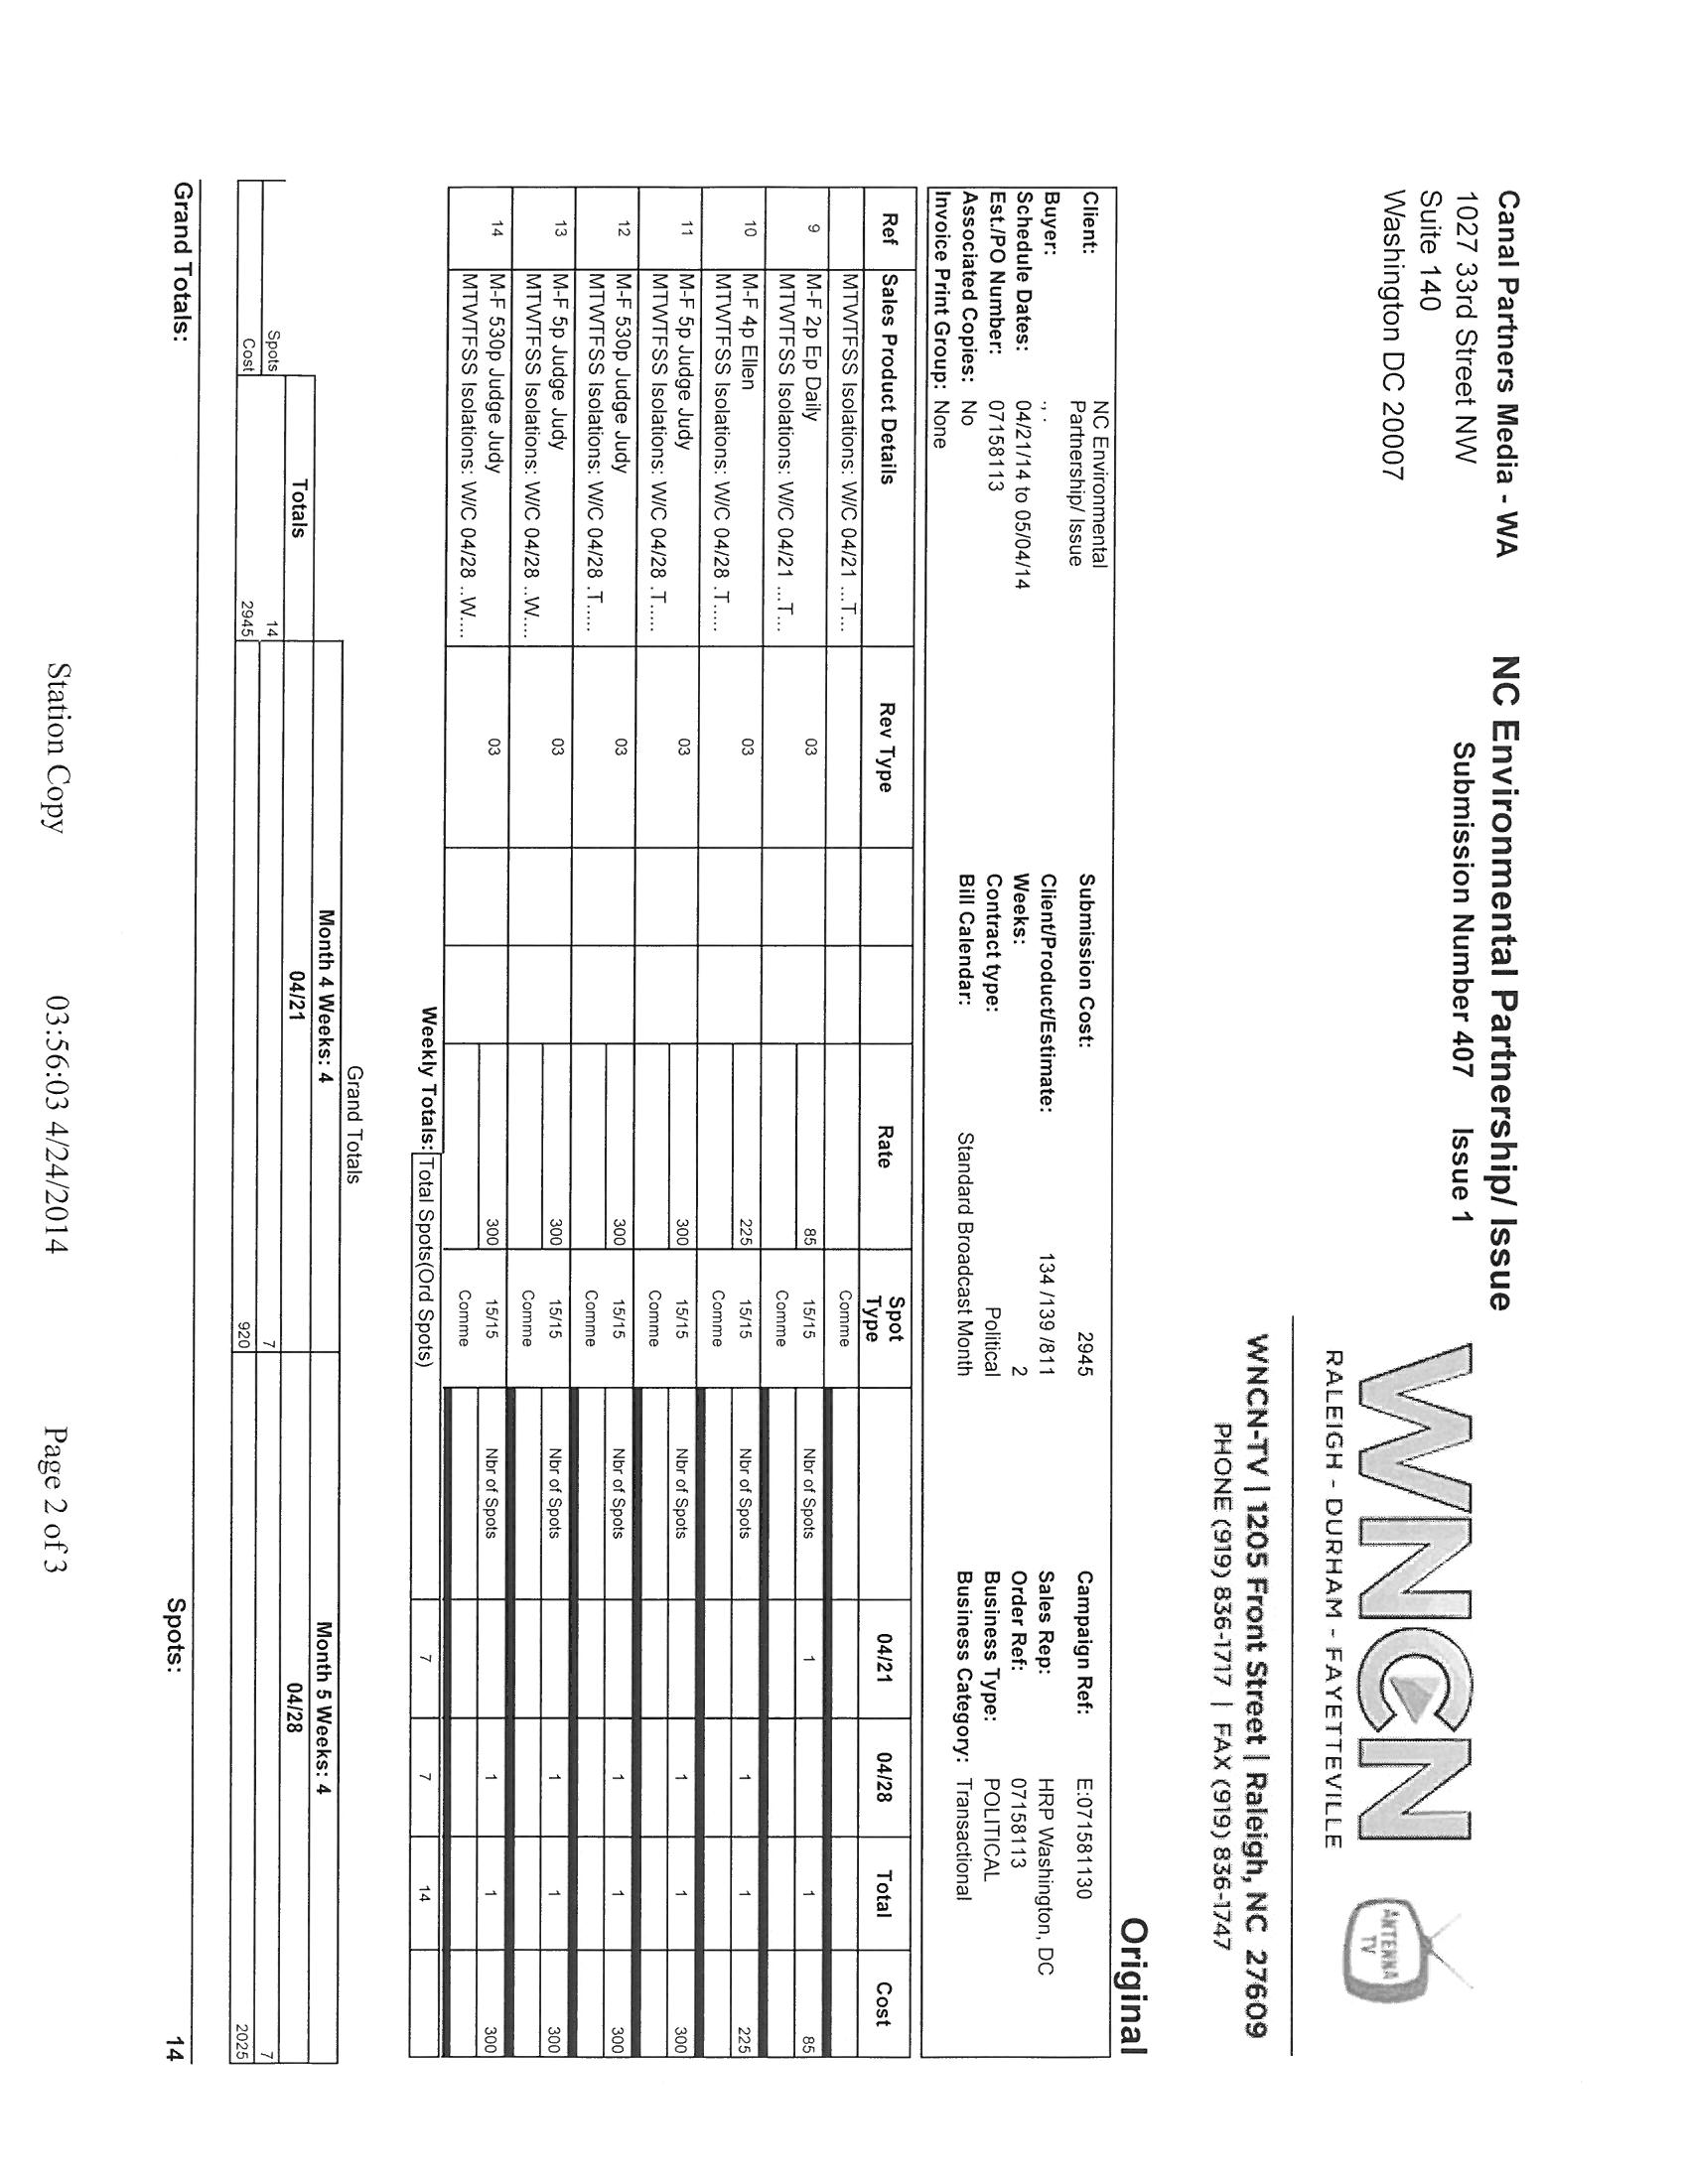 Canal Partners Media - WA
1027 33rd Street NW
Suite 140
Washington DC 20007
NC Environmental Partnership/ Issue
Submission Number 407 Issue 1
WNCN
RALEIGH - DURHAM - FAYETTEVILLE
ANTENNA
TV
WNCN-TV | 1205 Front Street | Raleigh, NC 27609
PHONE (919) 836-1717 | FAX (919) 836-1747
Original
Client: NC Environmental Partnership/ Issue Submission Cost: 2945 Campaign Ref: E:071581130
Buyer: ., . Client/Product/Estimate: 134 /139 /811 Sales Rep: HRP Washington, DC
Schedule Dates: 04/21/14 to 05/04/14 Weeks: 2 Order Ref: 07158113
Est./PO Number: 07158113 Contract type: Political Business Type: POLITICAL
Associated Copies: No Bill Calendar: Standard Broadcast Month Business Category: Transactional
Invoice Print Group: None
Ref Sales Product Details Rev Type Rate Spot Type 04/21 04/28 Total Cost
MTWTFSS Isolations: W/C 04/21 ...T... Comme
9 M-F 2p Ep Daily 03 85 15/15 Nbr of Spots 1 1 85
MTWTFSS Isolations: W/C 04/21 ...T... Comme
10 M-F 4p Ellen 03 225 15/15 Nbr of Spots 1 1 225
MTWTFSS Isolations: W/C 04/28 .T..... Comme
11 M-F 5p Judge Judy 03 300 15/15 Nbr of Spots 1 1 300
MTWTFSS Isolations: W/C 04/28 .T..... Comme
12 M-F 530p Judge Judy 03 300 15/15 Nbr of Spots 1 1 300
MTWTFSS Isolations: W/C 04/28 .T..... Comme
13 M-F 5p Judge Judy 03 300 15/15 Nbr of Spots 1 1 300
MTWTFSS Isolations: W/C 04/28 ..W.... Comme
14 M-F 530p Judge Judy 03 300 15/15 Nbr of Spots 1 1 300
MTWTFSS Isolations: W/C 04/28 ..W.... Comme
Weekly Totals: Total Spots(Ord Spots) 7 7 14
Grand Totals
Month 4 Weeks: 4 Month 5 Weeks: 4
Totals 04/21 04/28
Spots 14 7 7
Cost 2945 920 2025
Grand Totals: Spots: 14
Station Copy 03:56:03 4/24/2014 Page 2 of 3